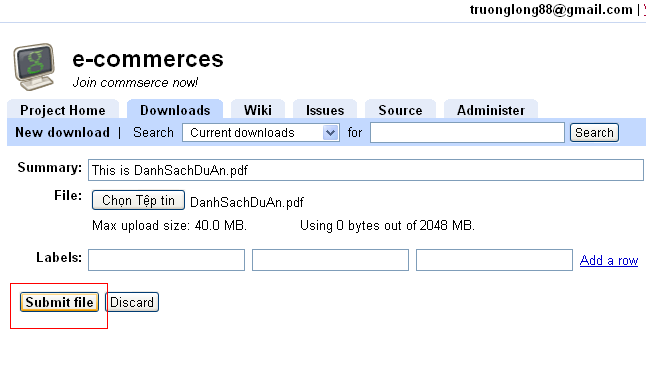 truonglong88@gmail.com |
e-commerces
Join commserce now!
Project Home Downloads Wiki Issues Source Administer
New download | Search Current downloads for Search
Summary: This is DanhSachDuAn.pdf
File: Chọn Tệp tin DanhSachDuAn.pdf
Max upload size: 40.0 MB. Using 0 bytes out of 2048 MB.
Labels: Add a row
Submit file Discard